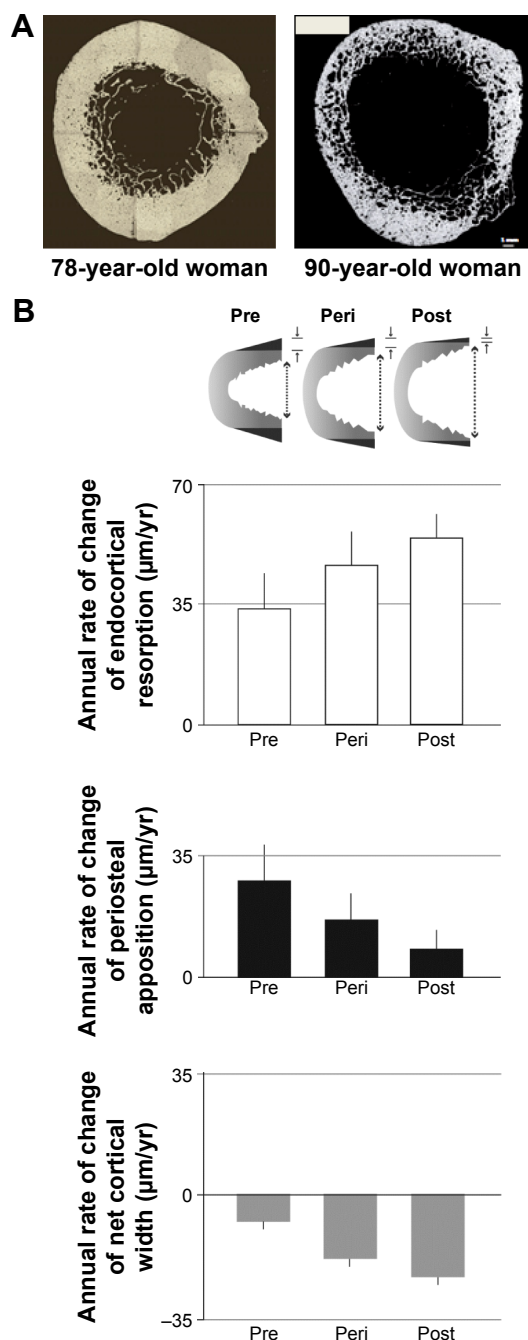 A
1 mm
78-year-old woman
90-year-old woman
B
Pre
Peri
Post
Annual rate of change
of endocortical
resorption (µm/yr)
70
35
0
Pre
Peri
Post
Annual rate of change
of periosteal
apposition (µm/yr)
35
0
Pre
Peri
Post
Annual rate of change
of net cortical
width (µm/yr)
35
0
–35
Pre
Peri
Post